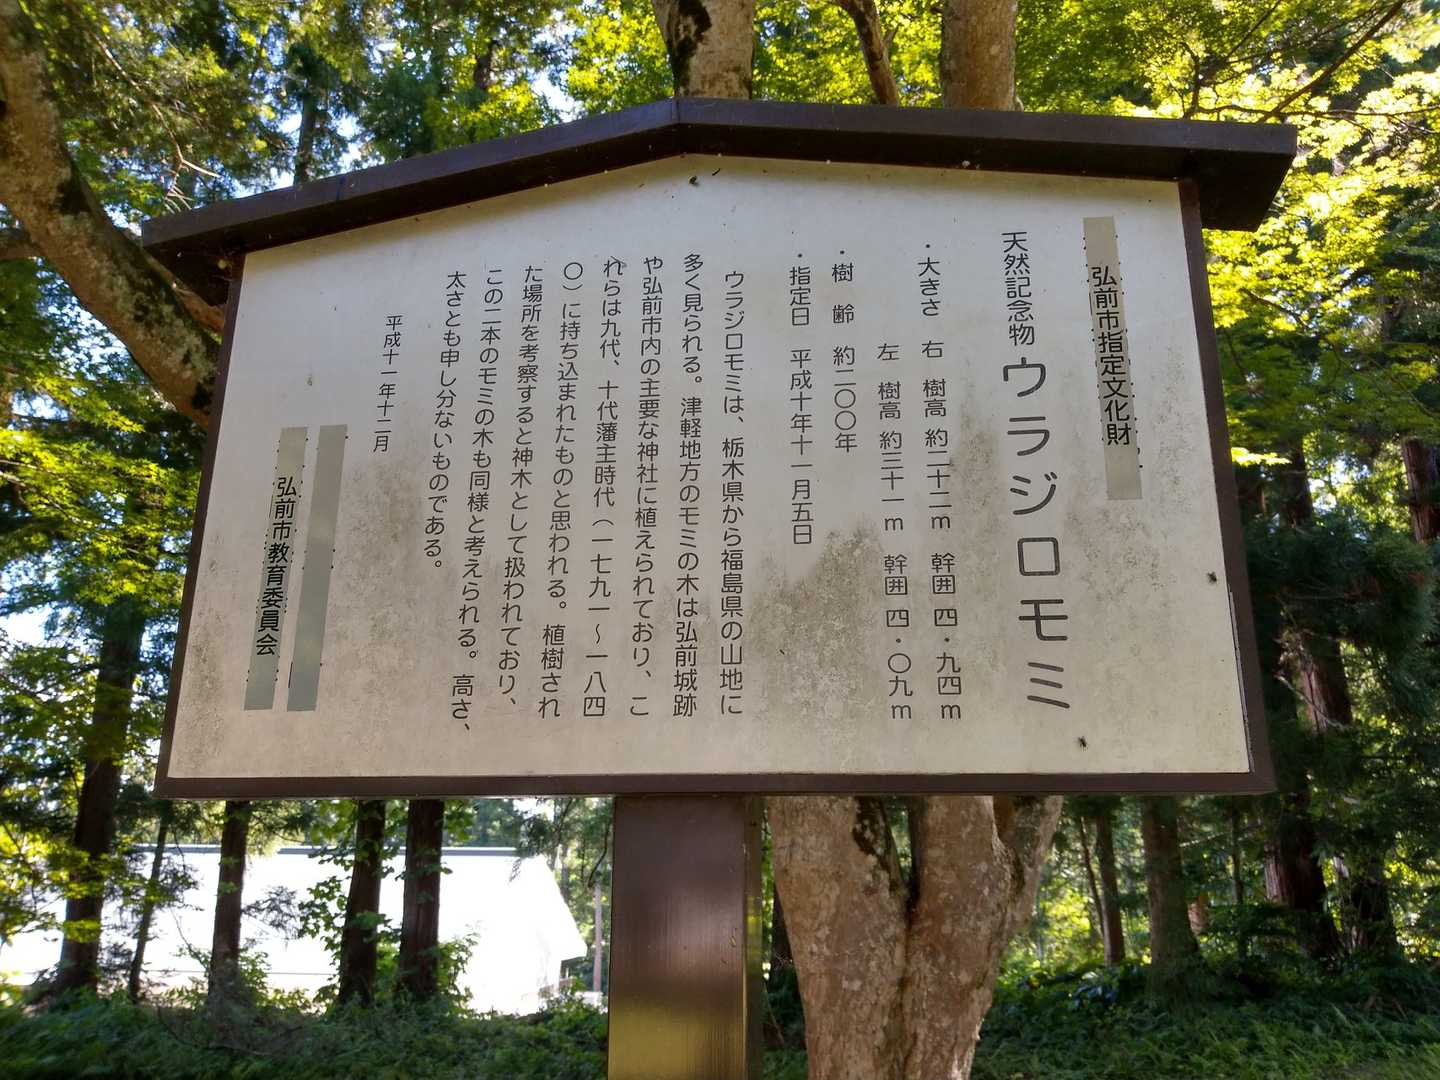 弘前市指定文化財
天然記念物 ウラジロモミ
・大きさ 右 樹高 約二十二m 幹囲 四・九四m
左 樹高 約三十一m 幹囲 四・〇九m
・樹 齢 約二〇〇年
・指定日 平成十年十一月五日
ウラジロモミは、栃木県から福島県の山地に
多く見られる。津軽地方のモミの木は弘前城跡
や弘前市内の主要な神社に植えられており、こ
れらは九代、十代藩主時代(一七九一~一八四
〇)に持ち込まれたものと思われる。植樹され
た場所を考察すると神木として扱われており、
この二本のモミの木も同様と考えられる。高さ、
太さとも申し分ないものである。
平成十一年十二月
弘前市教育委員会